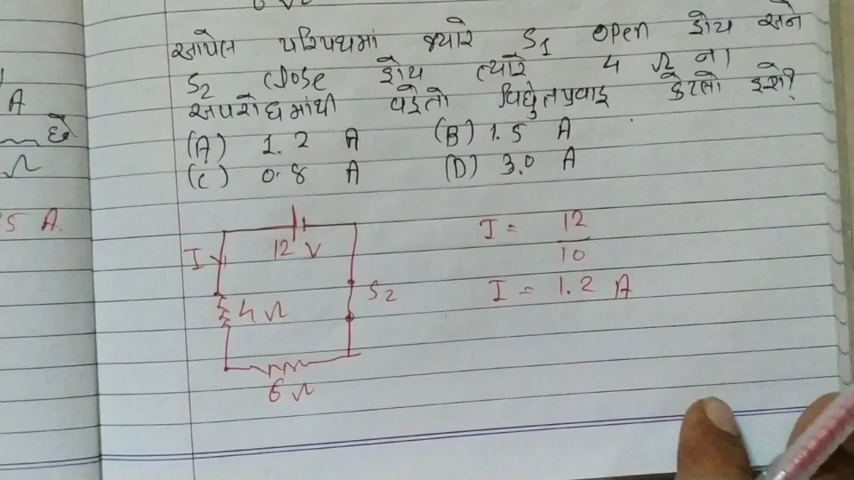 આપેલ પરિપથમાં જ્યારે S₁ open હોય અને
S₂ close હોય ત્યારે 4 Ω ના
અવરોધમાંથી વહેતો વિદ્યુતપ્રવાહ કેટલો હશે?
(A) 1.2 A (B) 1.5 A
(C) 0.8 A (D) 3.0 A
A
છે
Ω
5 A.
12 V
I
4 Ω
S2
6 Ω
I = 12
10
I = 1.2 A